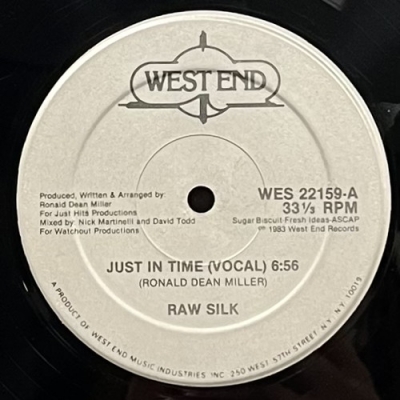 WEST END
Produced, Written & Arranged by:
Ronald Dean Miller
For Just Hits Productions
Mixed by: Nick Martinelli and David Todd
For Watchout Productions
WES 22159-A
33 1/3 RPM
Sugar Biscuit-Fresh Ideas-ASCAP
℗ 1983 West End Records
JUST IN TIME (VOCAL) 6:56
(RONALD DEAN MILLER)
RAW SILK
A PRODUCT OF WEST END MUSIC INDUSTRIES INC. 250 WEST 57TH STREET, N.Y. N.Y. 10019